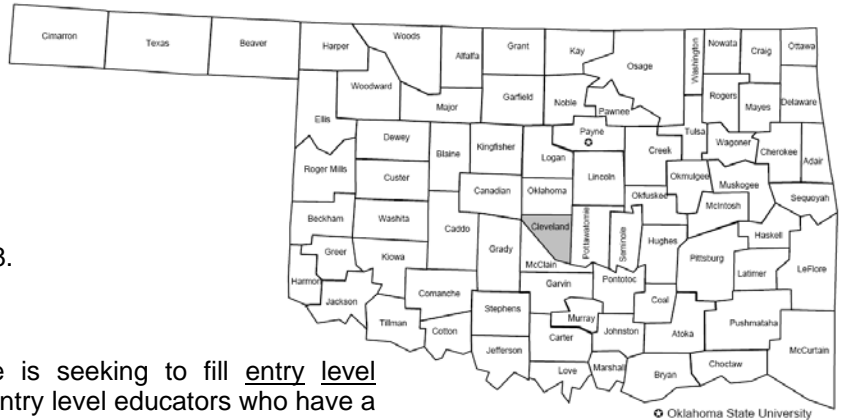 Cimarron Texas Beaver Harper Woods Alfalfa Grant Kay Osage Washington Nowata Craig Ottawa
Woodward Major Garfield Noble Pawnee Rogers Mayes Delaware
Ellis Dewey Blaine Kingfisher Logan Payne Creek Tulsa Wagoner Cherokee Adair
Roger Mills Custer Canadian Oklahoma Lincoln Okfuskee Okmulgee Muskogee McIntosh Sequoyah
Beckham Washita Caddo Grady Cleveland Pottawatomie Seminole Hughes Pittsburg Haskell
3.
Harmon Greer Kiowa Comanche McClain Garvin Pontotoc Coal Latimer LeFlore
Jackson Tillman Cotton Stephens Murray Carter Johnston Atoka Pushmataha McCurtain
Jefferson Love Marshall Bryan Choctaw
e is seeking to fill entry level
ntry level educators who have a
Oklahoma State University